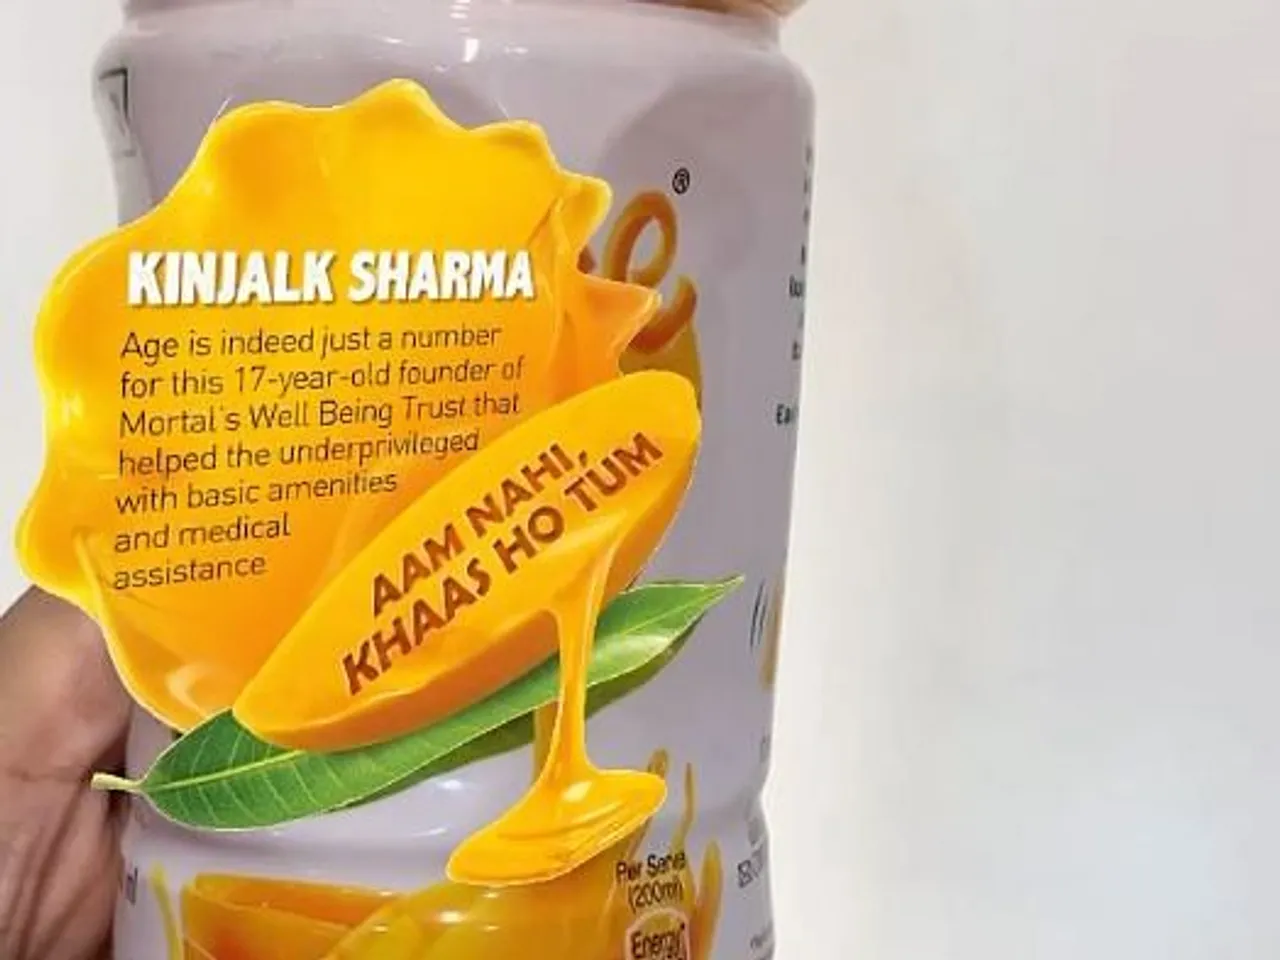 ®
KINJALK SHARMA
Age is indeed just a number
for this 17-year-old founder of
Mortal's Well Being Trust that
helped the underprivileged
with basic amenities
and medical
assistance
AAM NAHI,
KHAAS HO TUM
Per Serve
(200ml)
Energy*